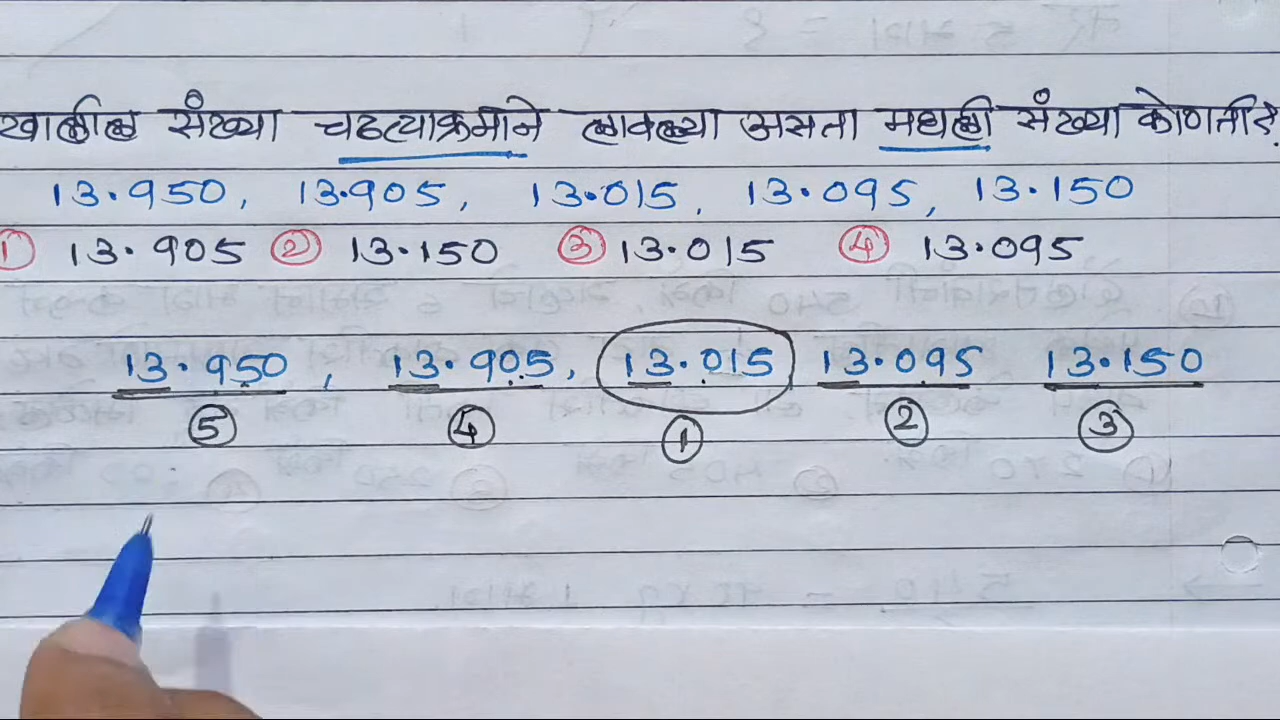 खालील संख्या चढत्याक्रमाने लावल्या असता मधली संख्या कोणती?
13.950, 13.905, 13.015, 13.095, 13.150
① 13.905 ② 13.150 ③ 13.015 ④ 13.095
13.950, 13.905, 13.015 13.095 13.150
⑤ ④ ① ② ③